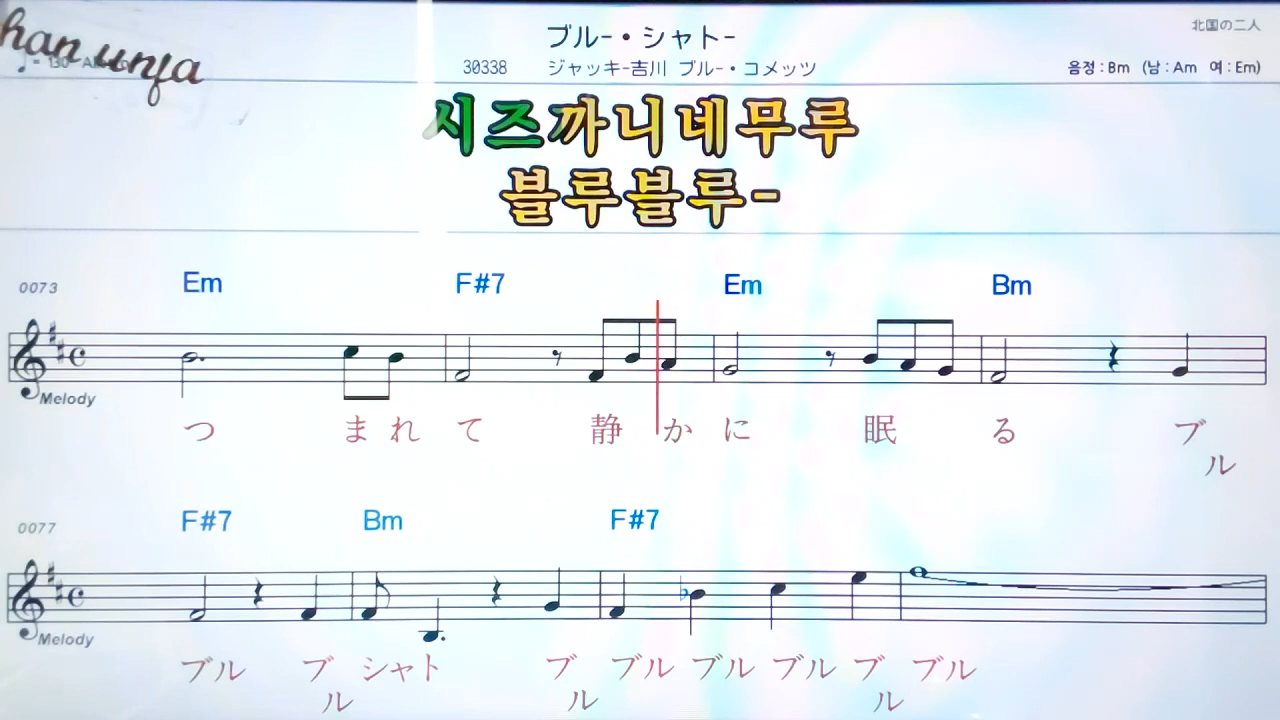 han unja
ブル-・シャト-
北国の二人
♩= 130
30338 ジャッキ-吉川 ブル-・コメッツ
음정 : Bm (남 : Am 여 : Em)
시즈까니네무루
블루블루-
0073 Em F#7 Em Bm
Melody
つ ま れ て 静 か に 眠 る ブ
ル
0077 F#7 Bm F#7
Melody
ブル ブ シャト ブ ブル ブル ブル ブ ブル
ル ル ル